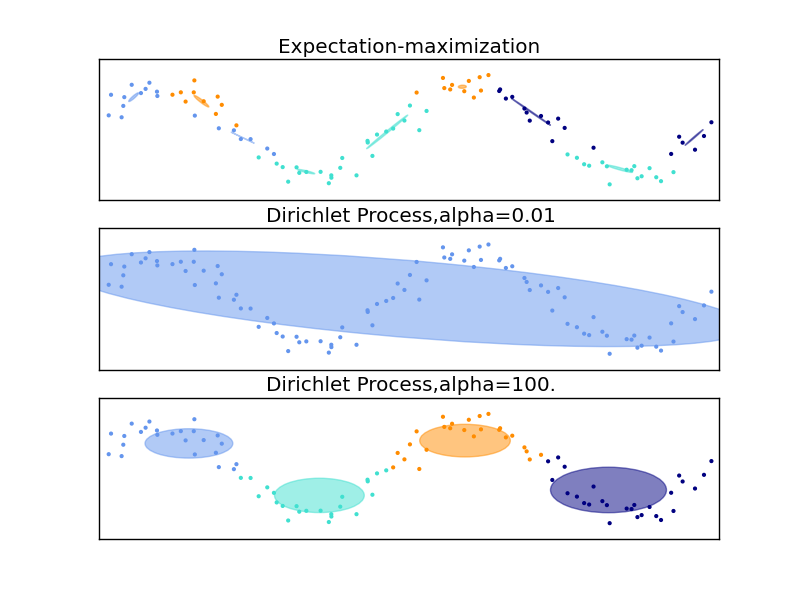 Expectation-maximization
Dirichlet Process,alpha=0.01
Dirichlet Process,alpha=100.